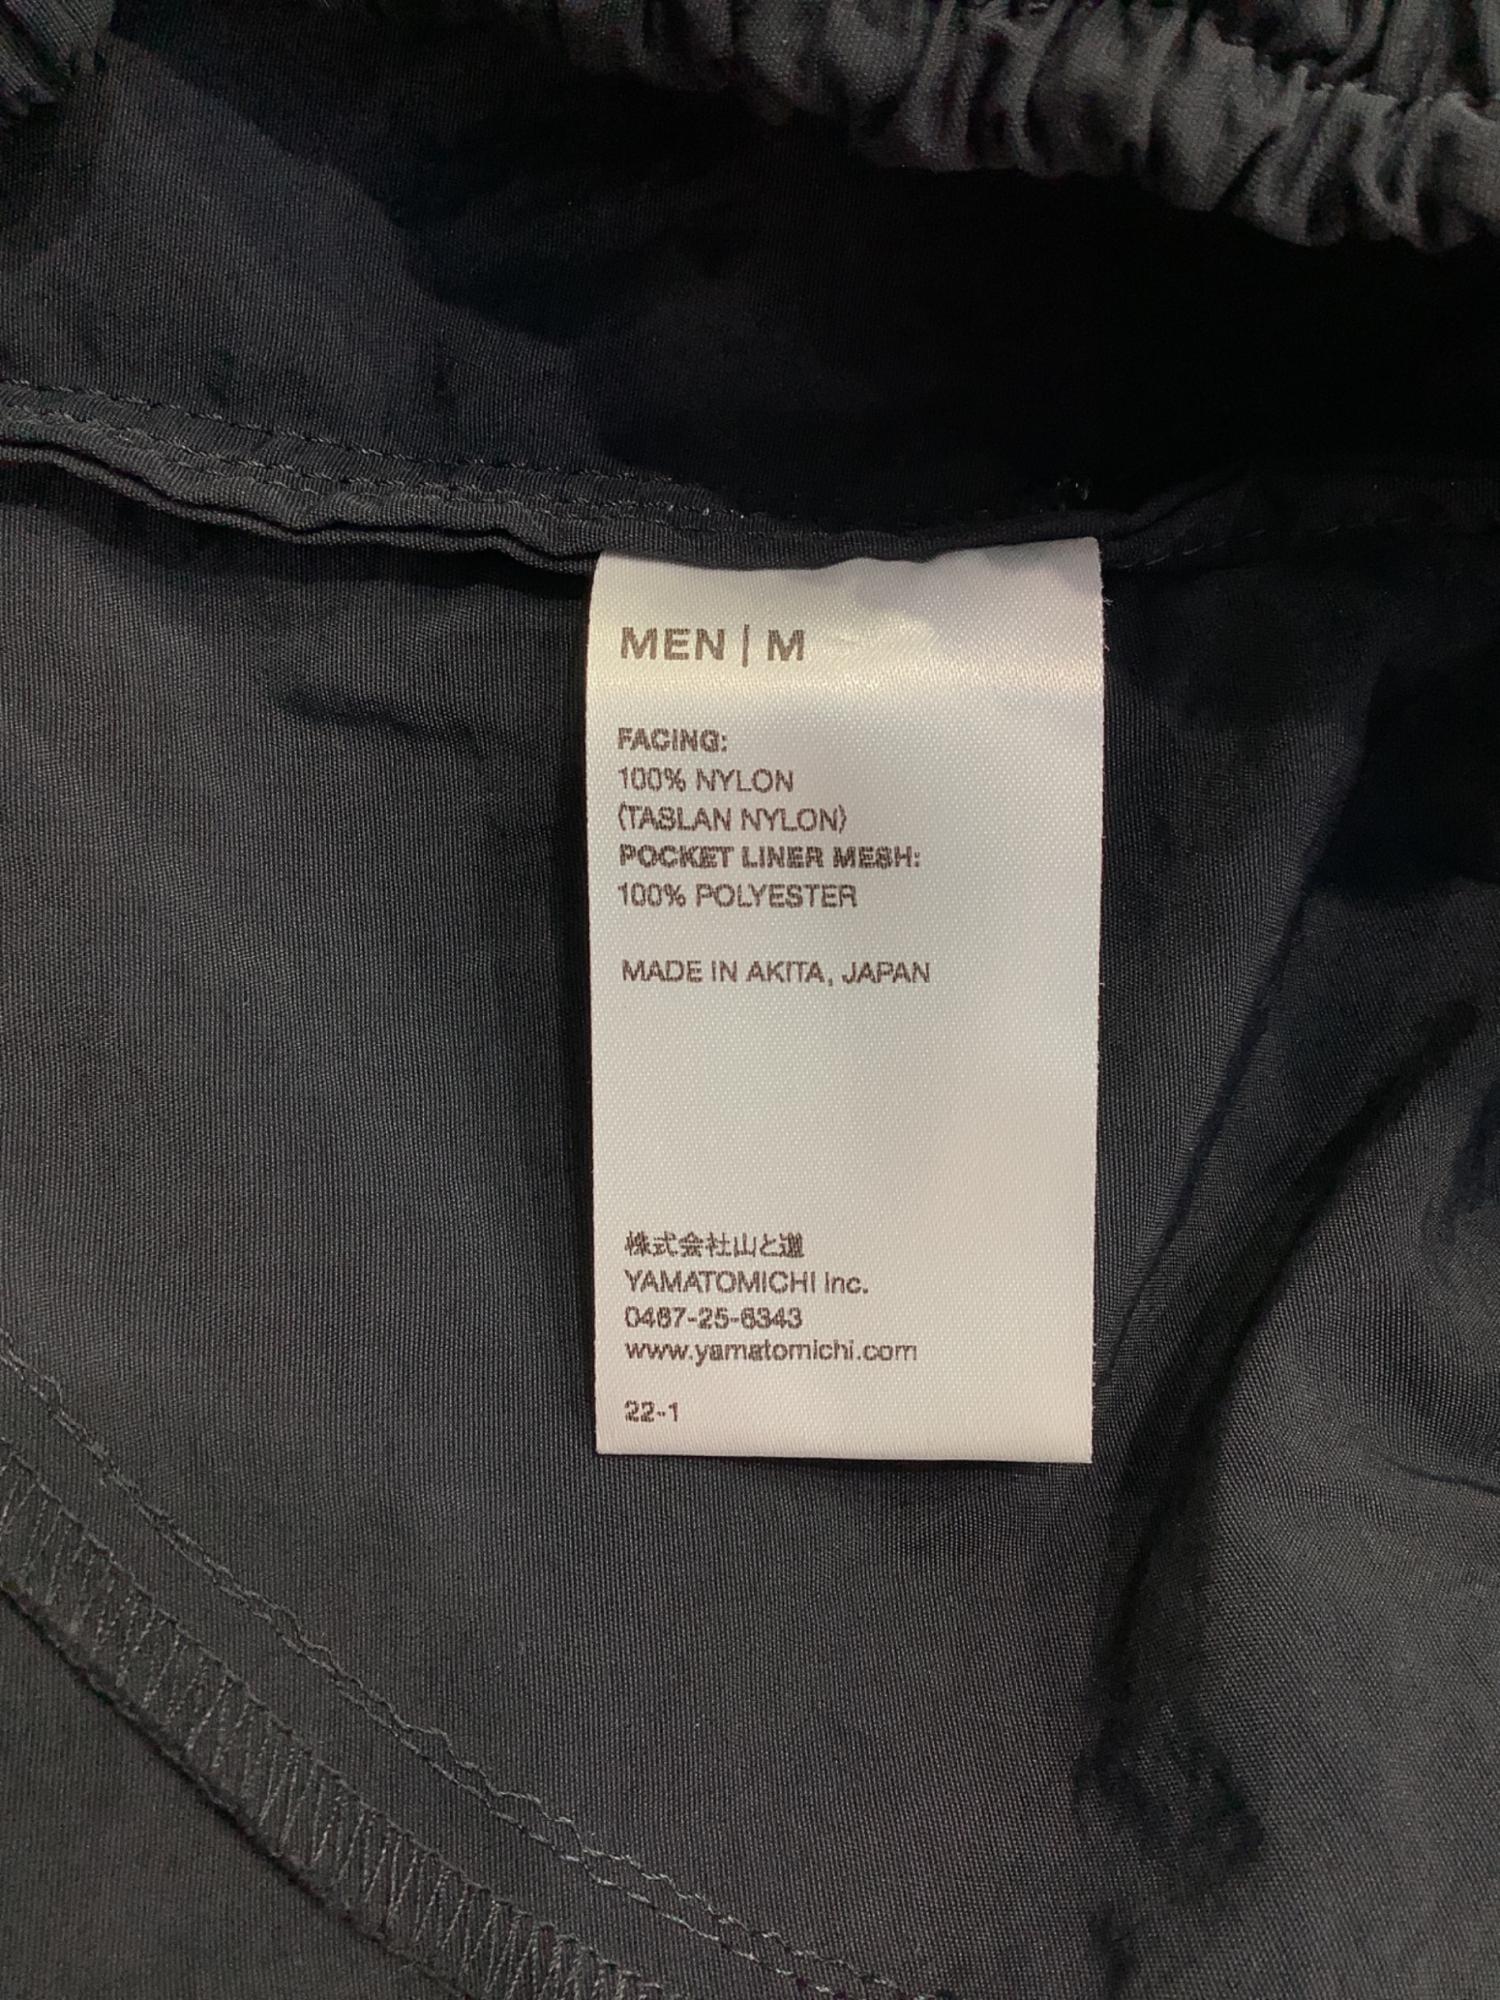 MEN | M
FACING:
100% NYLON
(TASLAN NYLON)
POCKET LINER MESH:
100% POLYESTER
MADE IN AKITA, JAPAN
株式会社山と道
YAMATOMICHI Inc.
0467-25-6343
www.yamatomichi.com
22-1